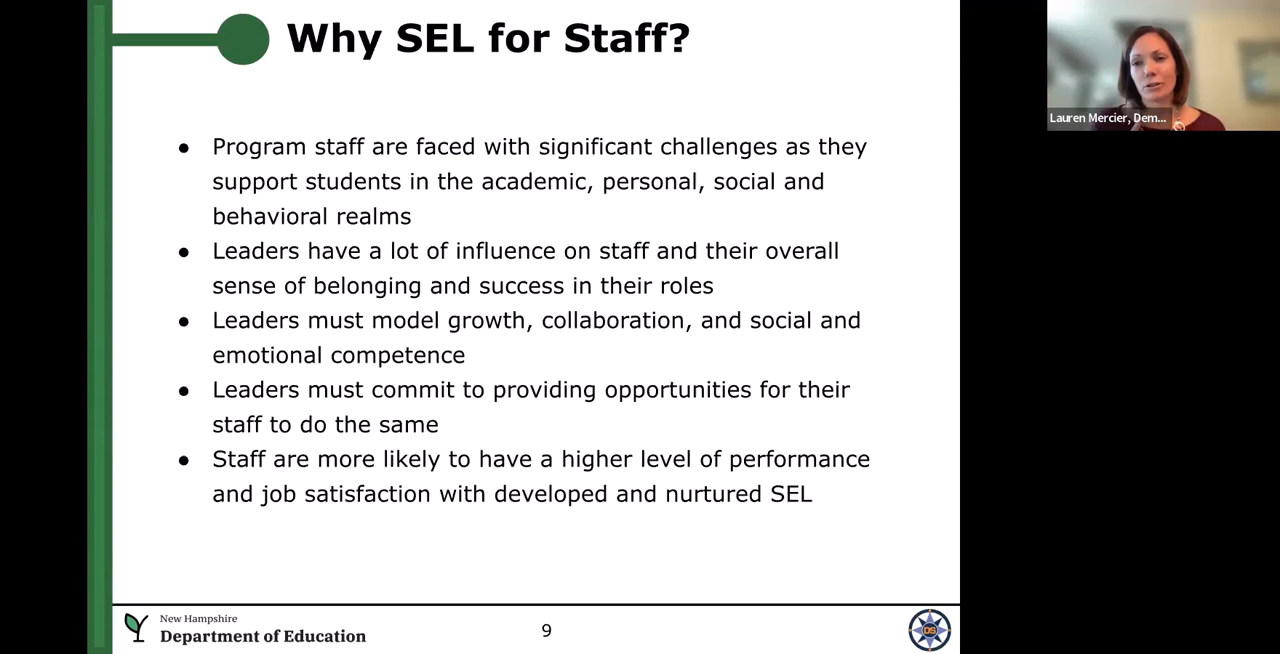 Why SEL for Staff?
● Program staff are faced with significant challenges as they
support students in the academic, personal, social and
behavioral realms
● Leaders have a lot of influence on staff and their overall
sense of belonging and success in their roles
● Leaders must model growth, collaboration, and social and
emotional competence
● Leaders must commit to providing opportunities for their
staff to do the same
● Staff are more likely to have a higher level of performance
and job satisfaction with developed and nurtured SEL
New Hampshire
Department of Education
9
DS
Lauren Mercier, Dem...